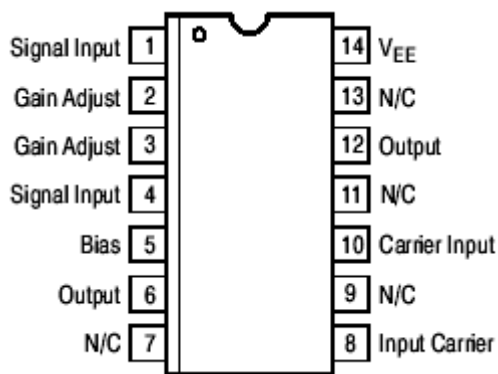 Signal Input 1 14 VEE
Gain Adjust 2 13 N/C
Gain Adjust 3 12 Output
Signal Input 4 11 N/C
Bias 5 10 Carrier Input
Output 6 9 N/C
N/C 7 8 Input Carrier